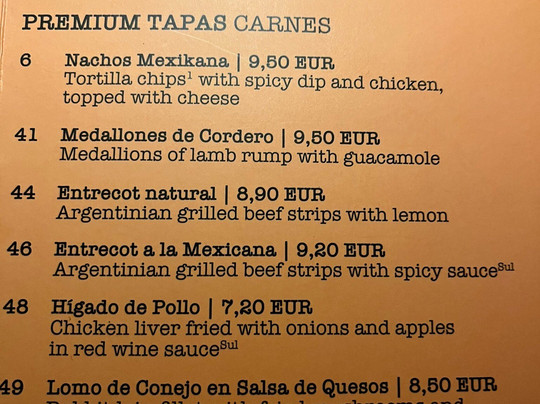 PREMIUM TAPAS CARNES
6 Nachos Mexikana | 9,50 EUR
Tortilla chips¹ with spicy dip and chicken,
topped with cheese
41 Medallones de Cordero | 9,50 EUR
Medallions of lamb rump with guacamole
44 Entrecot natural | 8,90 EUR
Argentinian grilled beef strips with lemon
46 Entrecot a la Mexicana | 9,20 EUR
Argentinian grilled beef strips with spicy sauceSul
48 Hígado de Pollo | 7,20 EUR
Chicken liver fried with onions and apples
in red wine sauceSul
49 Lomo de Conejo en Salsa de Quesos | 8,50 EUR